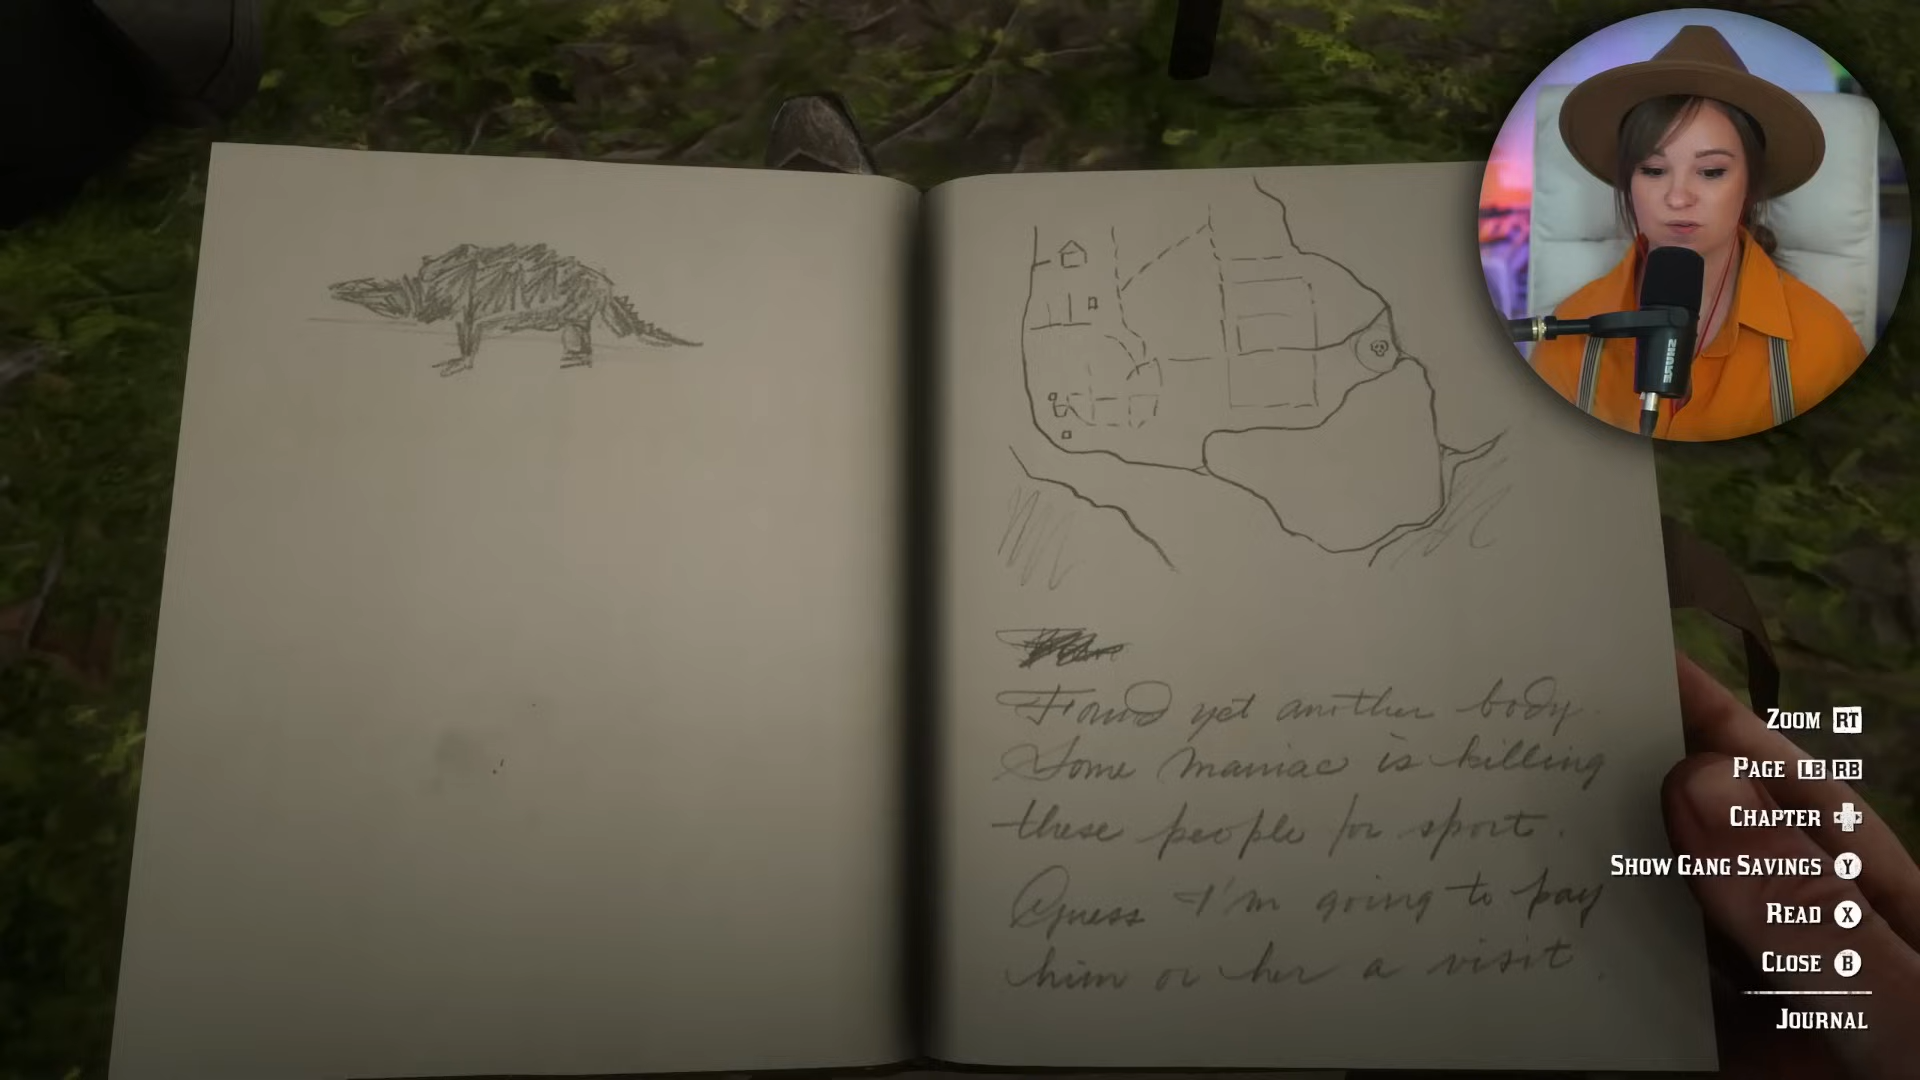 Found yet another body.
Some maniac is killing
these people for sport.
Guess I'm going to pay
him or her a visit.
ZOOM RT
PAGE LB RB
CHAPTER
SHOW GANG SAVINGS Y
READ X
CLOSE B
JOURNAL
SHURE